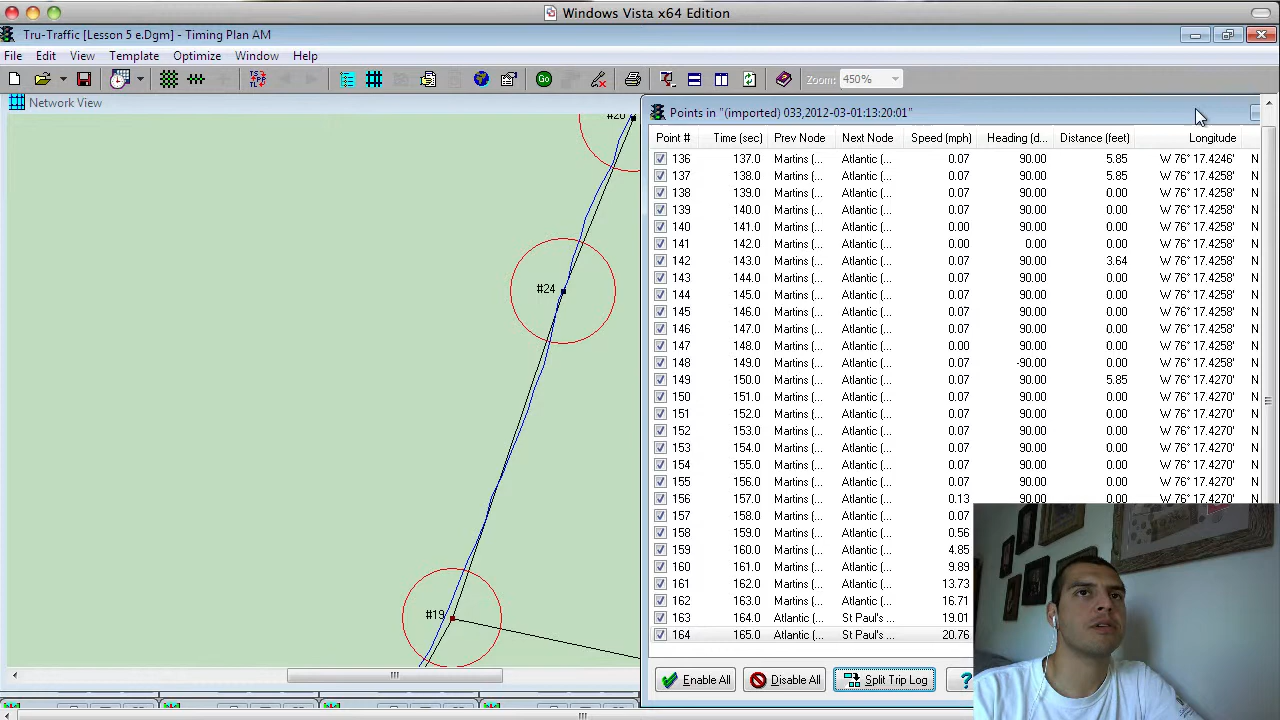 Windows Vista x64 Edition
Tru-Traffic [Lesson 5 e.Dgm] - Timing Plan AM
File Edit View Template Optimize Window Help
TS/PP Go Zoom: 450%
Network View
Points in "(imported) 033,2012-03-01:13:20:01"
Point # Time (sec) Prev Node Next Node Speed (mph) Heading (d... Distance (feet) Longitude
136 137.0 Martins (... Atlantic (... 0.07 90.00 5.85 W 76° 17.4246' N
137 138.0 Martins (... Atlantic (... 0.07 90.00 5.85 W 76° 17.4258' N
138 139.0 Martins (... Atlantic (... 0.07 90.00 0.00 W 76° 17.4258' N
139 140.0 Martins (... Atlantic (... 0.07 90.00 0.00 W 76° 17.4258' N
140 141.0 Martins (... Atlantic (... 0.07 90.00 0.00 W 76° 17.4258' N
141 142.0 Martins (... Atlantic (... 0.00 0.00 0.00 W 76° 17.4258' N
142 143.0 Martins (... Atlantic (... 0.07 90.00 3.64 W 76° 17.4258' N
143 144.0 Martins (... Atlantic (... 0.07 90.00 0.00 W 76° 17.4258' N
144 145.0 Martins (... Atlantic (... 0.07 90.00 0.00 W 76° 17.4258' N
145 146.0 Martins (... Atlantic (... 0.07 90.00 0.00 W 76° 17.4258' N
146 147.0 Martins (... Atlantic (... 0.07 90.00 0.00 W 76° 17.4258' N
147 148.0 Martins (... Atlantic (... 0.00 90.00 0.00 W 76° 17.4258' N
148 149.0 Martins (... Atlantic (... 0.07 -90.00 0.00 W 76° 17.4258' N
149 150.0 Martins (... Atlantic (... 0.07 90.00 5.85 W 76° 17.4270' N
150 151.0 Martins (... Atlantic (... 0.07 90.00 0.00 W 76° 17.4270' N
151 152.0 Martins (... Atlantic (... 0.07 90.00 0.00 W 76° 17.4270' N
152 153.0 Martins (... Atlantic (... 0.07 90.00 0.00 W 76° 17.4270' N
153 154.0 Martins (... Atlantic (... 0.07 90.00 0.00 W 76° 17.4270' N
154 155.0 Martins (... Atlantic (... 0.07 90.00 0.00 W 76° 17.4270' N
155 156.0 Martins (... Atlantic (... 0.07 90.00 0.00 W 76° 17.4270' N
156 157.0 Martins (... Atlantic (... 0.13 90.00 0.00 W 76° 17.4270' N
157 158.0 Martins (... Atlantic (... 0.07
158 159.0 Martins (... Atlantic (... 0.56
159 160.0 Martins (... Atlantic (... 4.85
160 161.0 Martins (... Atlantic (... 9.89
161 162.0 Martins (... Atlantic (... 13.73
162 163.0 Martins (... Atlantic (... 16.71
163 164.0 Atlantic (... St Paul's ... 19.01
164 165.0 Atlantic (... St Paul's ... 20.76
#24
#19
Enable All Disable All Split Trip Log ?